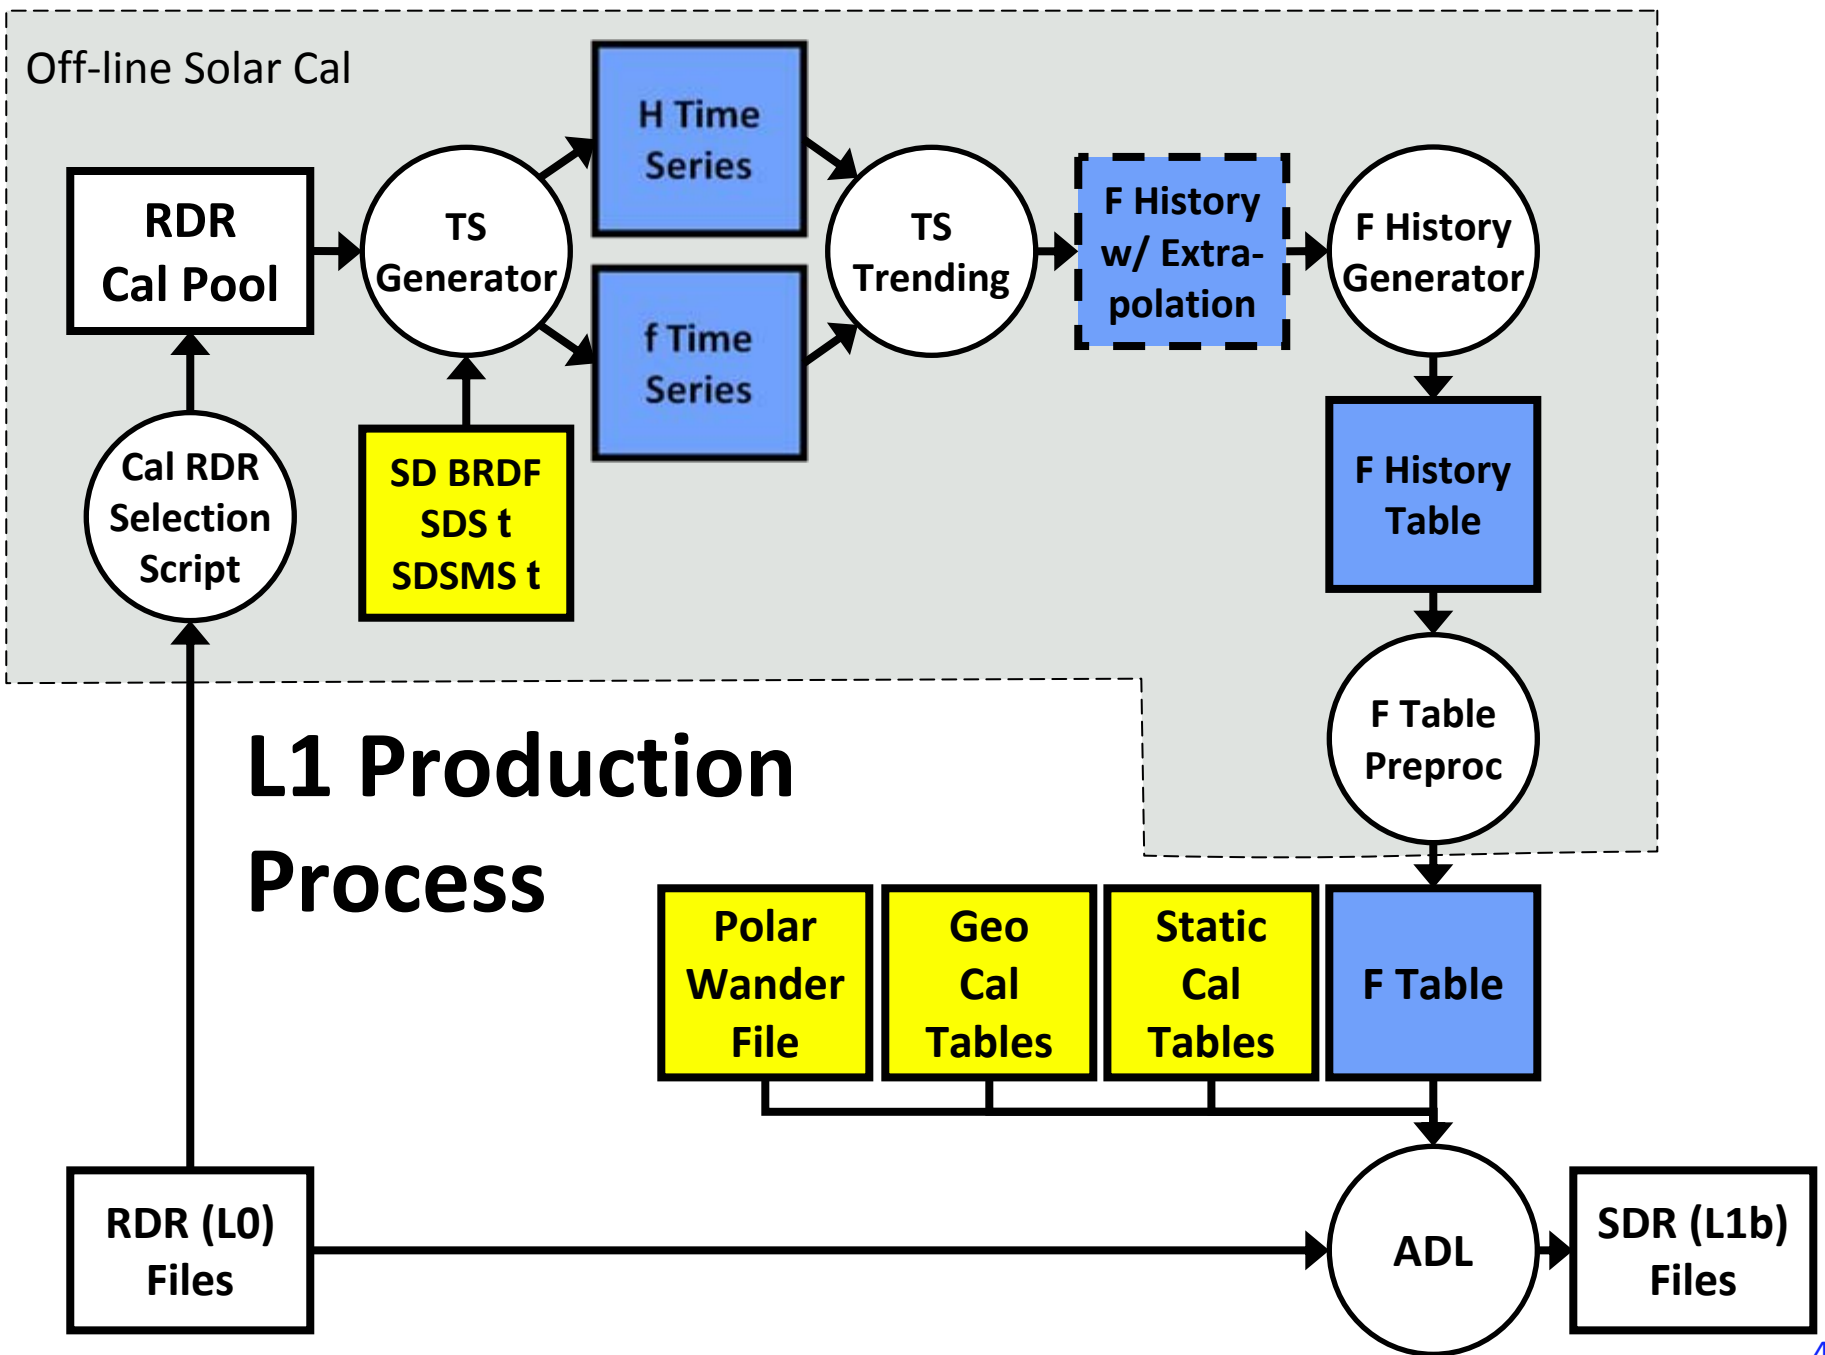 Off-line Solar Cal
H Time
Series
RDR
Cal Pool
TS
Generator
f Time
Series
TS
Trending
F History
w/ Extra-
polation
F History
Generator
Cal RDR
Selection
Script
SD BRDF
SDS t
SDSMS t
F History
Table
F Table
Preproc
L1 Production
Process
Polar
Wander
File
Geo
Cal
Tables
Static
Cal
Tables
F Table
RDR (L0)
Files
ADL
SDR (L1b)
Files
4